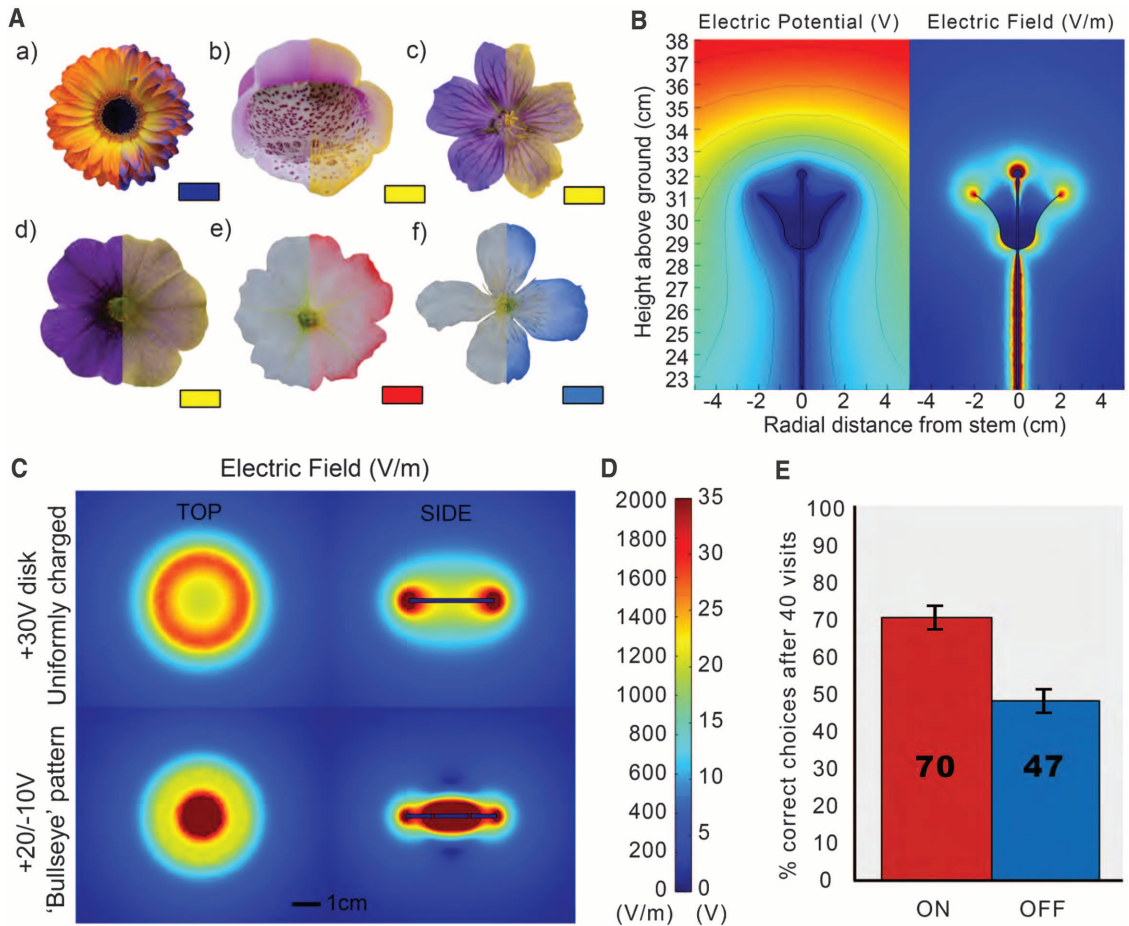 A
a)
b)
c)
d)
e)
f)
B
Electric Potential (V)
Electric Field (V/m)
Height above ground (cm)
38
37
36
35
34
33
32
31
30
29
28
27
26
25
24
23
-4
-2
0
2
4
-4
-2
0
2
4
Radial distance from stem (cm)
C
Electric Field (V/m)
TOP
SIDE
+30V disk
Uniformly charged
+20/-10V
'Bullseye' pattern
1cm
D
2000
1800
1600
1400
1200
1000
800
600
400
200
0
(V/m)
35
30
25
20
15
10
5
0
(V)
E
% correct choices after 40 visits
100
90
80
70
60
50
40
30
20
10
0
70
47
ON
OFF